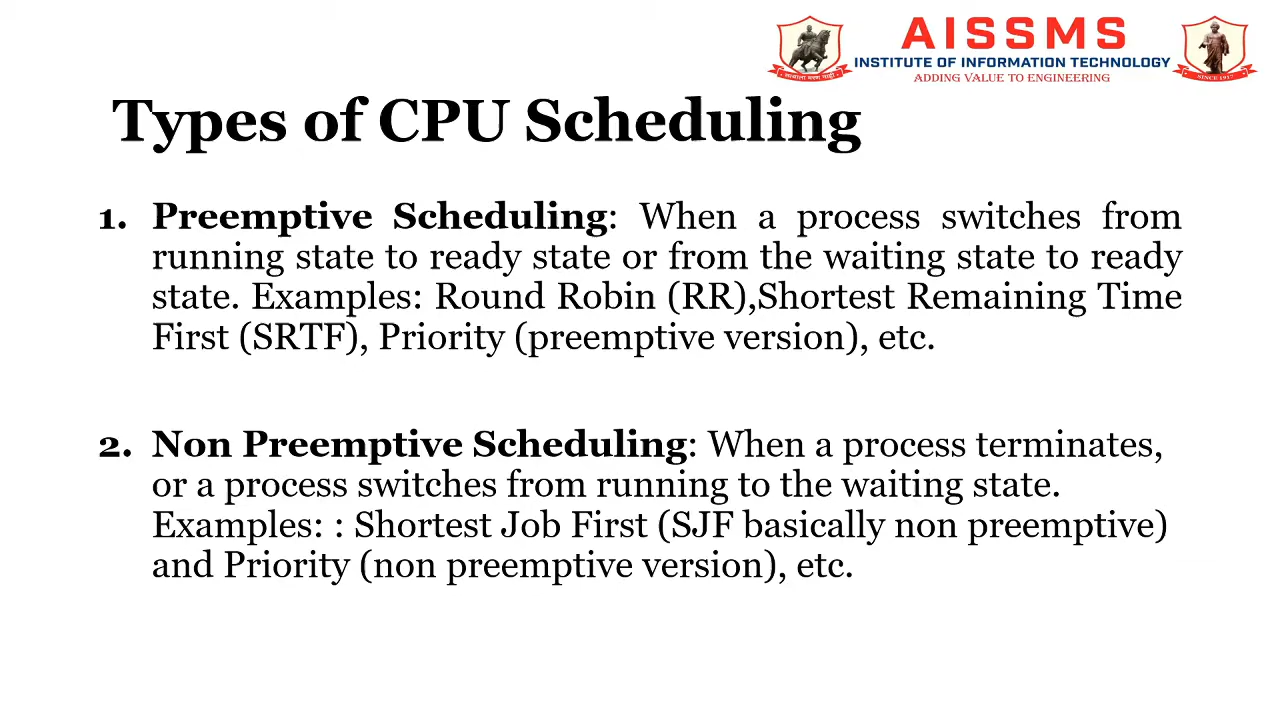 AISSMS
INSTITUTE OF INFORMATION TECHNOLOGY
ADDING VALUE TO ENGINEERING
SINCE 1917
Types of CPU Scheduling
1. Preemptive Scheduling: When a process switches from
running state to ready state or from the waiting state to ready
state. Examples: Round Robin (RR),Shortest Remaining Time
First (SRTF), Priority (preemptive version), etc.
2. Non Preemptive Scheduling: When a process terminates,
or a process switches from running to the waiting state.
Examples: : Shortest Job First (SJF basically non preemptive)
and Priority (non preemptive version), etc.